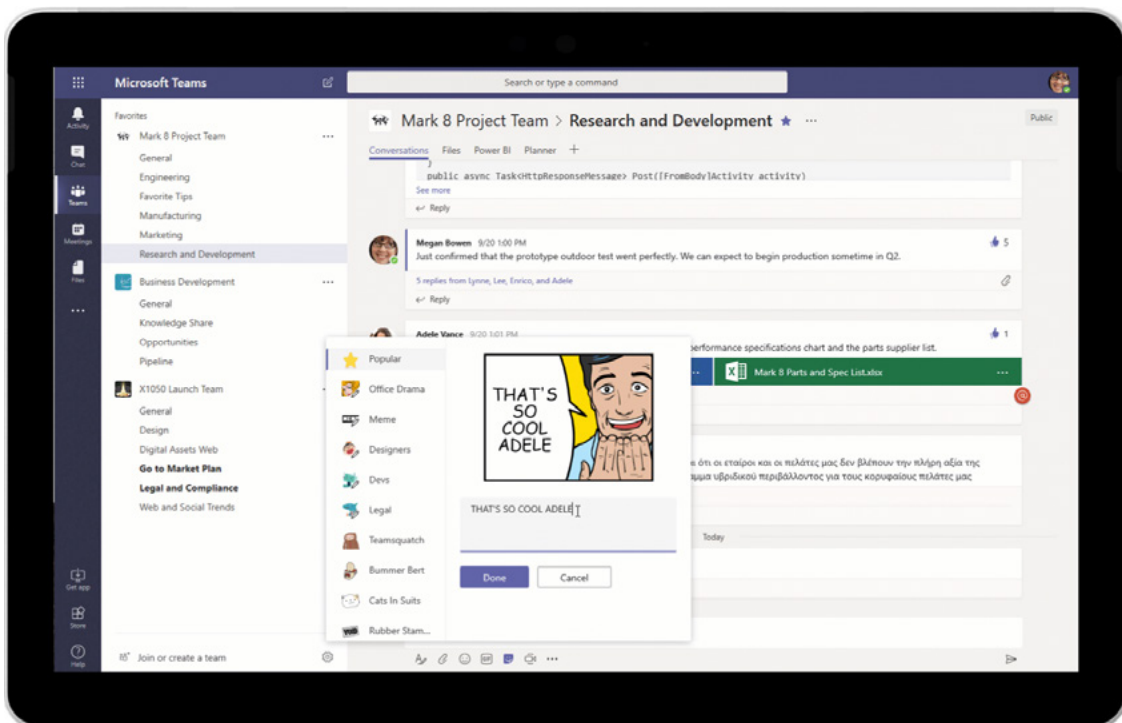 Microsoft Teams
Search or type a command
Activity
Chat
Teams
Meetings
Files
Get app
Store
Help
Favorites
Mark 8 Project Team
General
Engineering
Favorite Tips
Manufacturing
Marketing
Research and Development
Business Development
General
Knowledge Share
Opportunities
Pipeline
X1050 Launch Team
General
Design
Digital Assets Web
Go to Market Plan
Legal and Compliance
Web and Social Trends
Join or create a team
Mark 8 Project Team > Research and Development
Public
Conversations Files Power BI Planner +
}
public async Task<HttpResponseMessage> Post([FromBody]Activity activity)
See more
Reply
Megan Bowen 9/20 1:00 PM
5
Just confirmed that the prototype outdoor test went perfectly. We can expect to begin production sometime in Q2.
5 replies from Lynne, Lee, Enrico, and Adele
Reply
Adele Vance 9/20 1:01 PM
1
performance specifications chart and the parts supplier list.
Mark 8 Parts and Spec List.xlsx
ότι οι εταίροι και οι πελάτες μας δεν βλέπουν την πλήρη αξία της
υβριδικού περιβάλλοντος για τους κορυφαίους πελάτες μας
Today
Popular
Office Drama
Meme
Designers
Devs
Legal
Teamsquatch
Bummer Bert
Cats In Suits
Rubber Stam...
THAT'S
SO
COOL
ADELE
THAT'S SO COOL ADELE
Done
Cancel
GIF